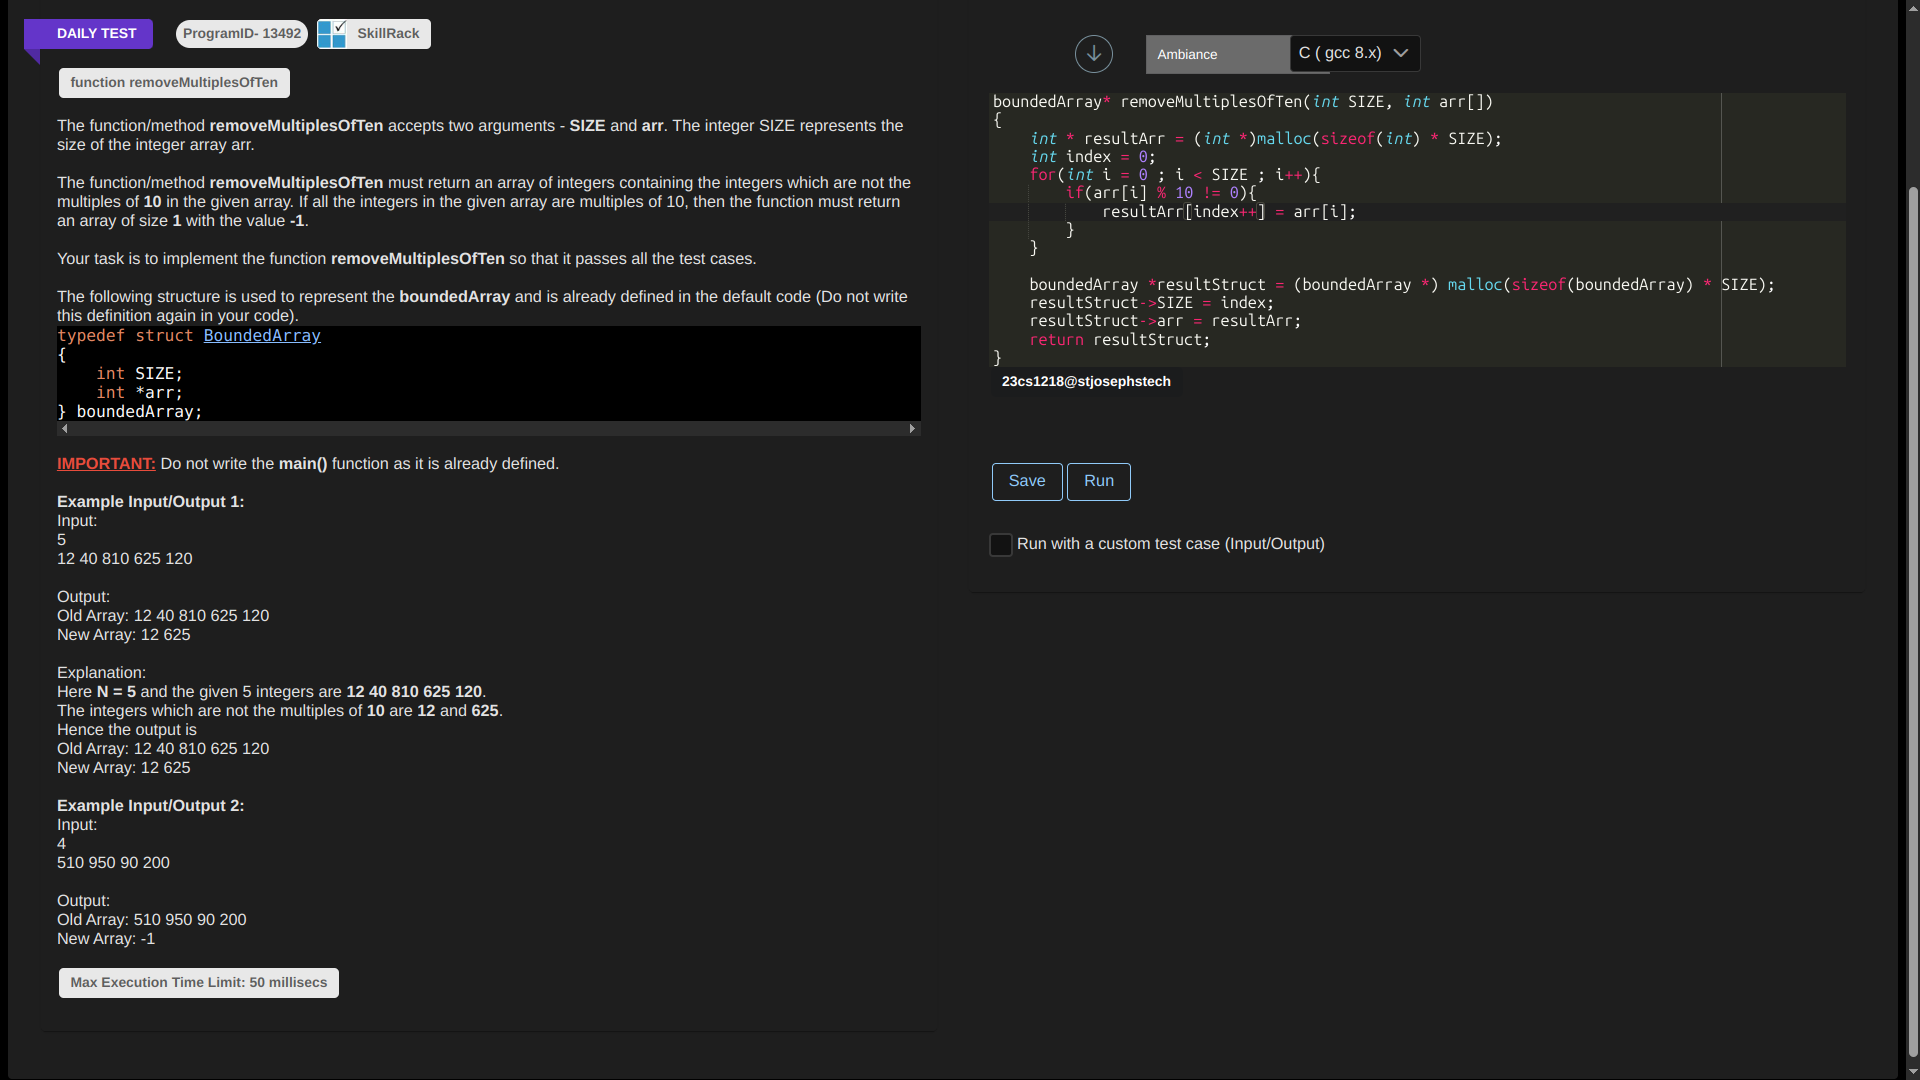 DAILY TEST
ProgramID- 13492
SkillRack
function removeMultiplesOfTen
The function/method removeMultiplesOfTen accepts two arguments - SIZE and arr. The integer SIZE represents the
size of the integer array arr.
The function/method removeMultiplesOfTen must return an array of integers containing the integers which are not the
multiples of 10 in the given array. If all the integers in the given array are multiples of 10, then the function must return
an array of size 1 with the value -1.
Your task is to implement the function removeMultiplesOfTen so that it passes all the test cases.
The following structure is used to represent the boundedArray and is already defined in the default code (Do not write
this definition again in your code).
typedef struct BoundedArray
{
    int SIZE;
    int *arr;
} boundedArray;
IMPORTANT: Do not write the main() function as it is already defined.
Example Input/Output 1:
Input:
5
12 40 810 625 120
Output:
Old Array: 12 40 810 625 120
New Array: 12 625
Explanation:
Here N = 5 and the given 5 integers are 12 40 810 625 120.
The integers which are not the multiples of 10 are 12 and 625.
Hence the output is
Old Array: 12 40 810 625 120
New Array: 12 625
Example Input/Output 2:
Input:
4
510 950 90 200
Output:
Old Array: 510 950 90 200
New Array: -1
Max Execution Time Limit: 50 millisecs
Ambiance
C ( gcc 8.x)
boundedArray* removeMultiplesOfTen(int SIZE, int arr[])
{
    int * resultArr = (int *)malloc(sizeof(int) * SIZE);
    int index = 0;
    for(int i = 0 ; i < SIZE ; i++){
        if(arr[i] % 10 != 0){
            resultArr[index++] = arr[i];
        }
    }
    boundedArray *resultStruct = (boundedArray *) malloc(sizeof(boundedArray) * SIZE);
    resultStruct->SIZE = index;
    resultStruct->arr = resultArr;
    return resultStruct;
}
23cs1218@stjosephstech
Save
Run
Run with a custom test case (Input/Output)